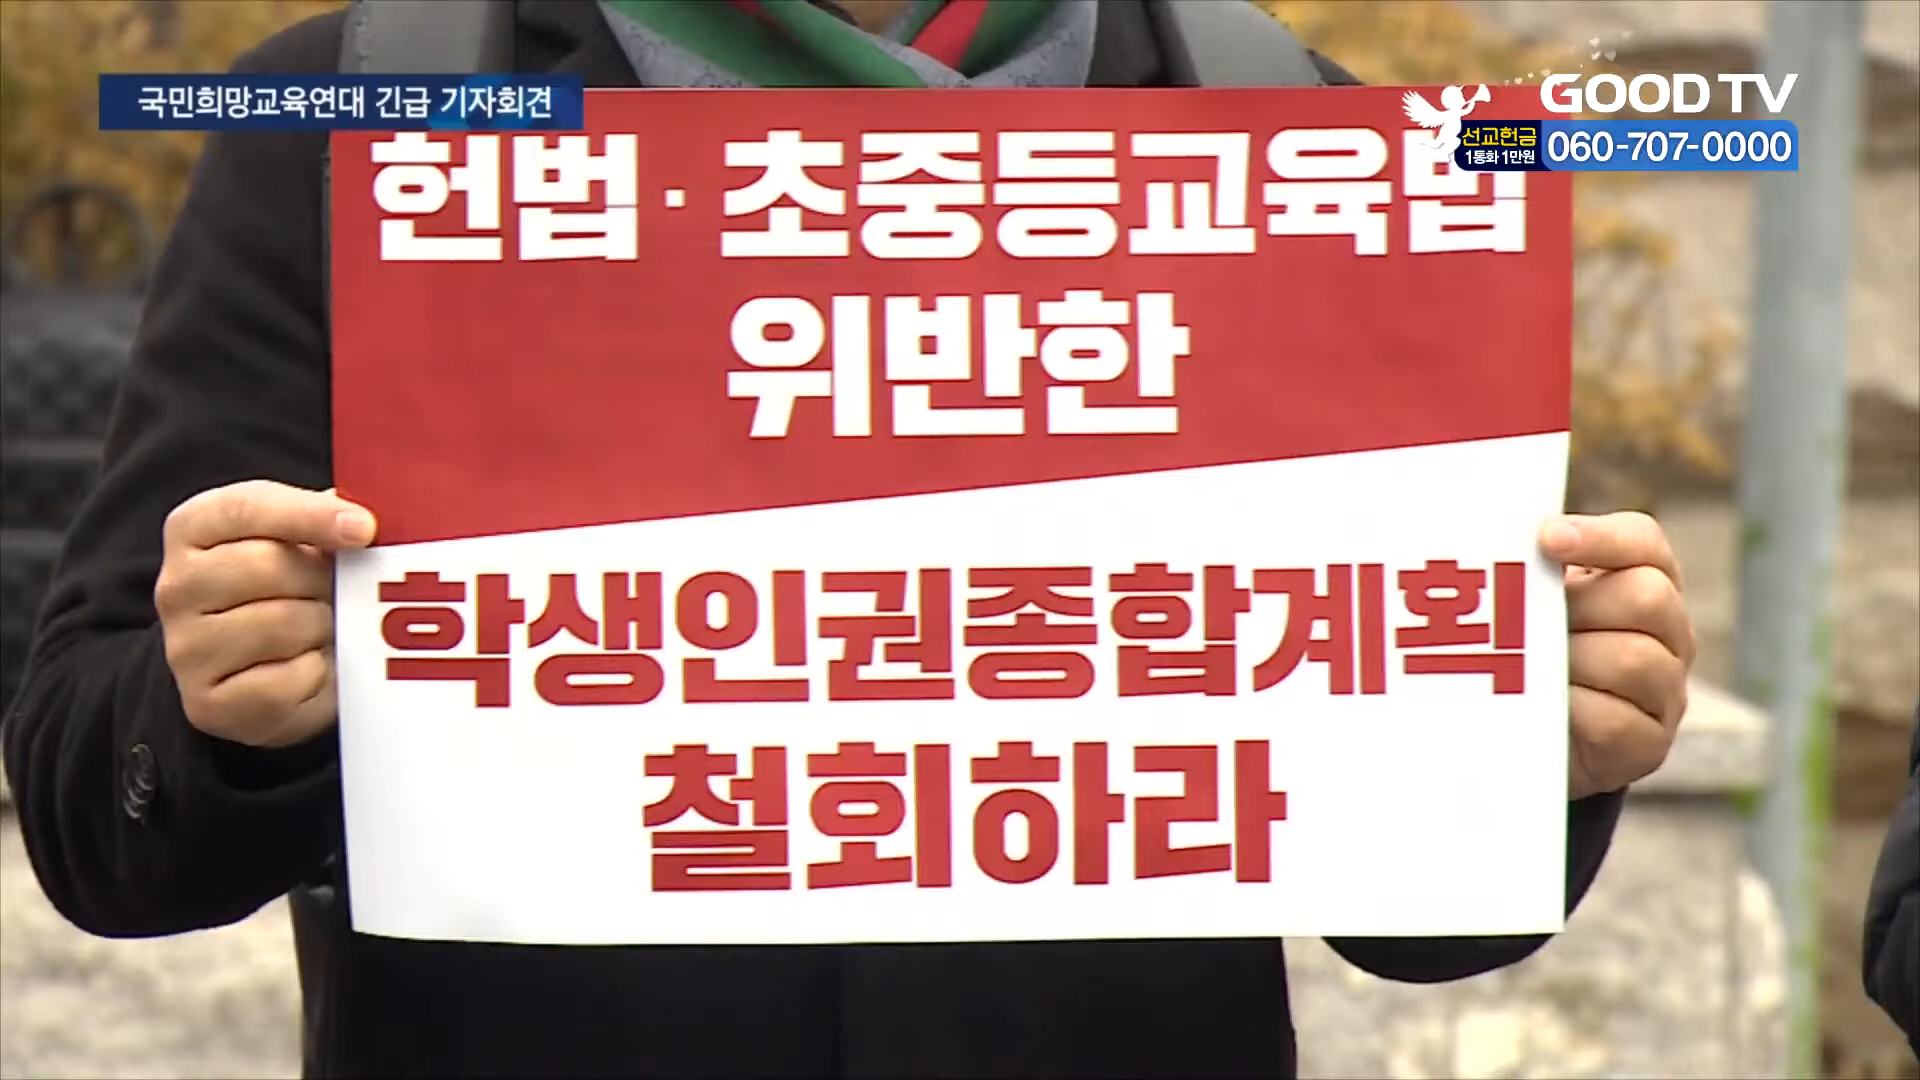 국민희망교육연대 긴급 기자회견
GOODTV
선교헌금
1통화 1만원
060-707-0000
헌법·초중등교육법
위반한
학생인권종합계획
철회하라